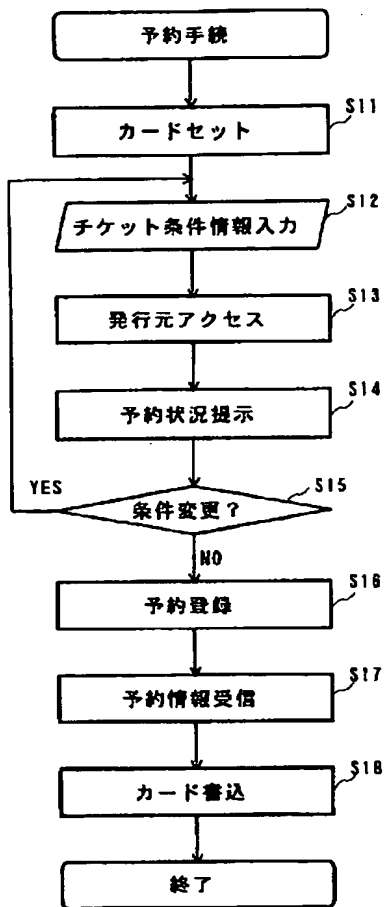 予約手続
カードセット
S11
チケット条件情報入力
S12
発行元アクセス
S13
予約状況提示
S14
条件変更?
S15
YES
NO
予約登録
S16
予約情報受信
S17
カード書込
S18
終了